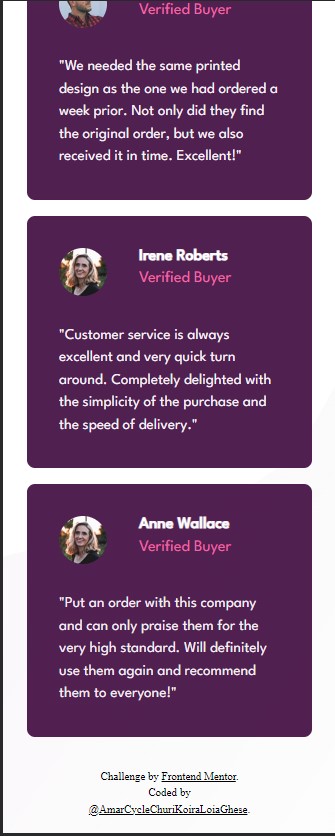 Verified Buyer
"We needed the same printed
design as the one we had ordered a
week prior. Not only did they find
the original order, but we also
received it in time. Excellent!"
Irene Roberts
Verified Buyer
"Customer service is always
excellent and very quick turn
around. Completely delighted with
the simplicity of the purchase and
the speed of delivery."
Anne Wallace
Verified Buyer
"Put an order with this company
and can only praise them for the
very high standard. Will definitely
use them again and recommend
them to everyone!"
Challenge by Frontend Mentor.
Coded by
@AmarCycleChuriKoiraLoiaGhese.